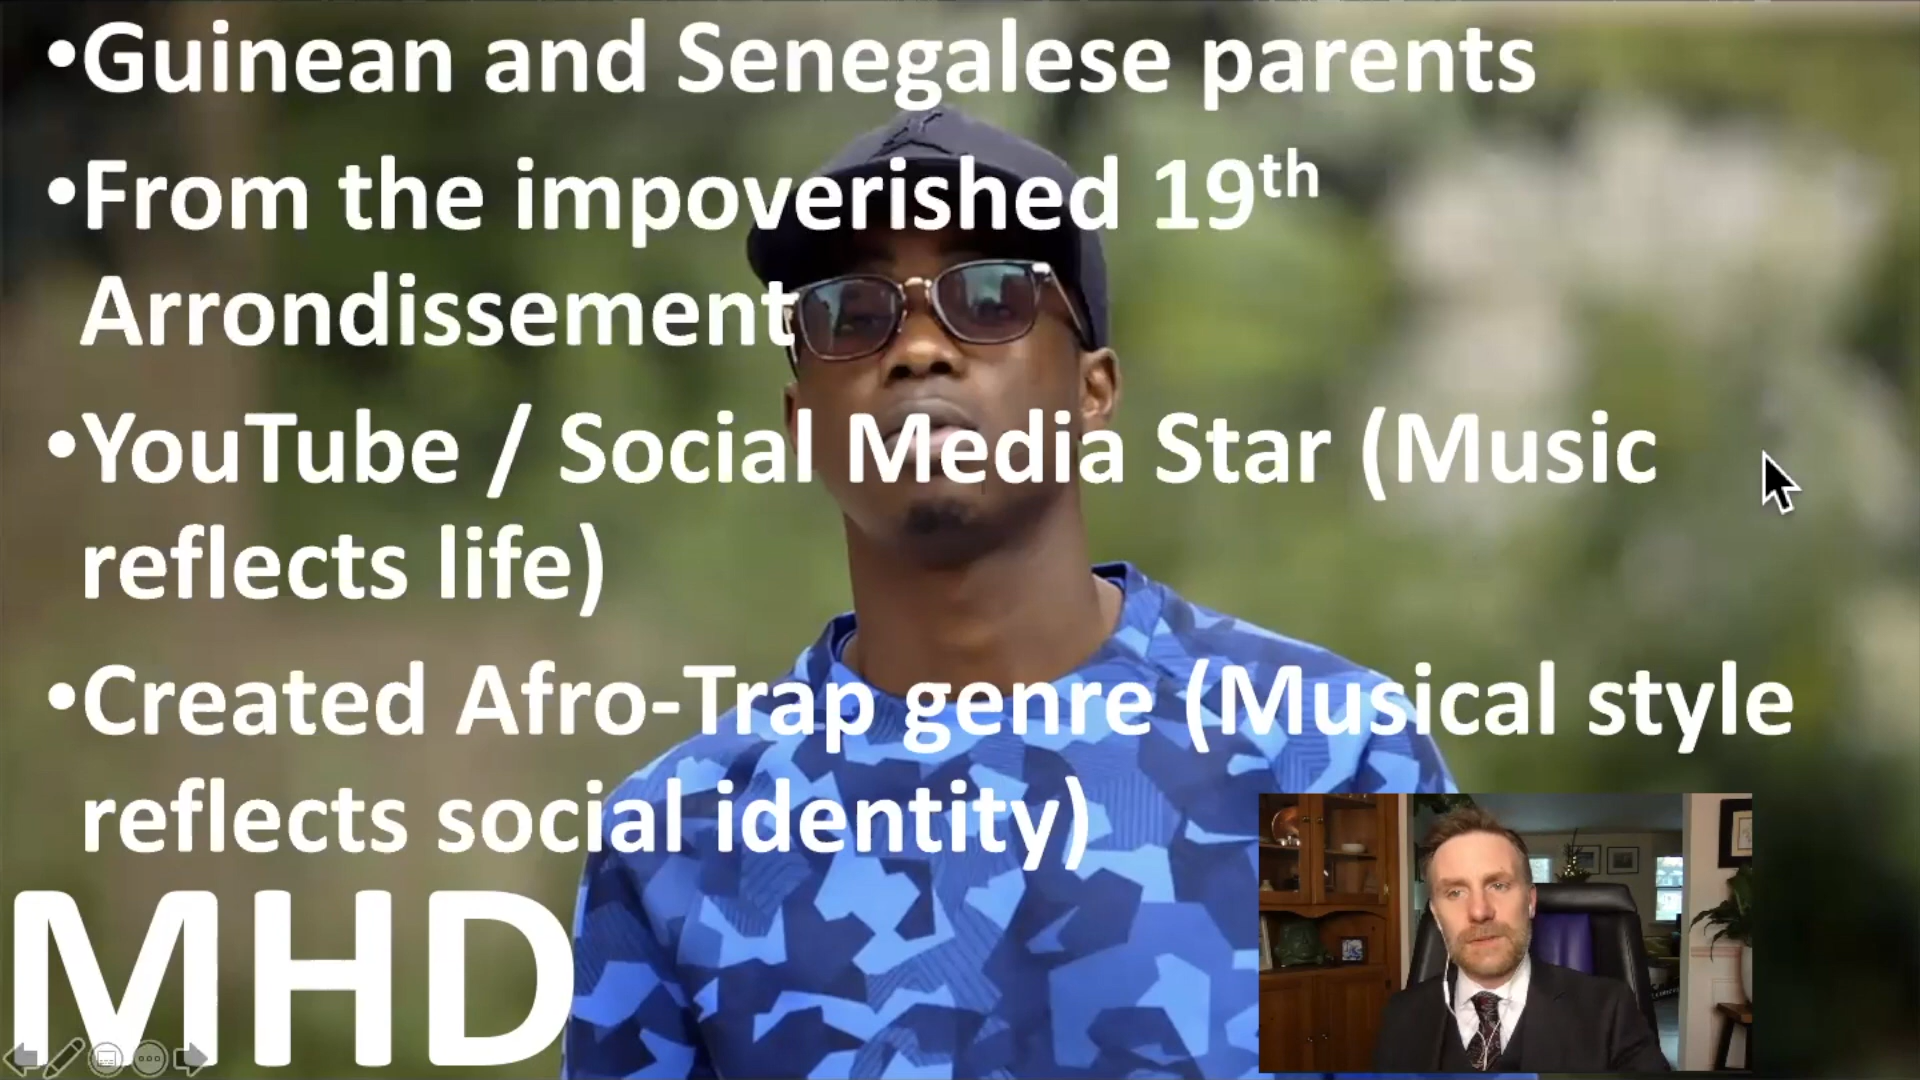 •Guinean and Senegalese parents
•From the impoverished 19th
Arrondissement
•YouTube / Social Media Star (Music
reflects life)
•Created Afro-Trap genre (Musical style
reflects social identity)
MHD